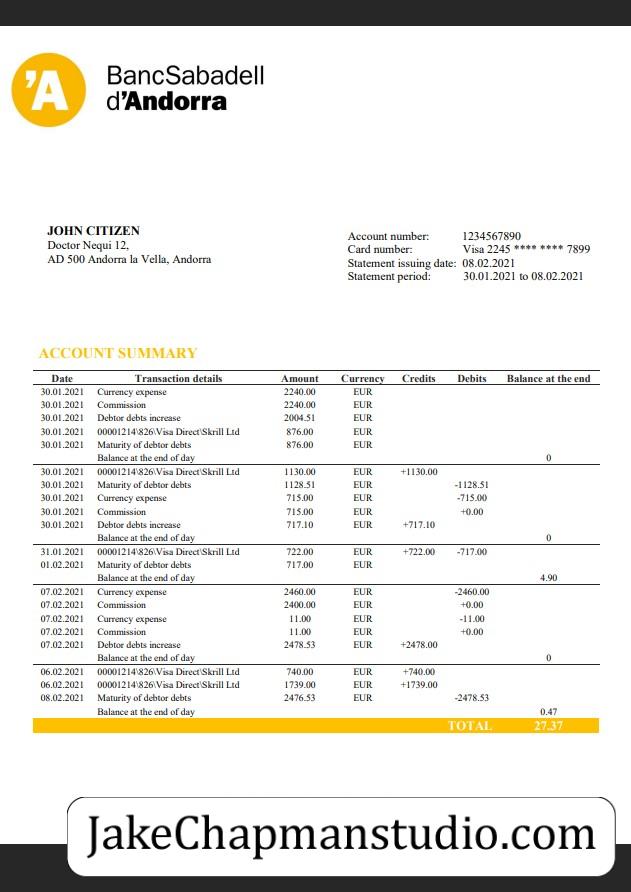 'A
BancSabadell
d'Andorra
JOHN CITIZEN
Doctor Nequi 12,
AD 500 Andorra la Vella, Andorra
Account number: 1234567890
Card number: Visa 2245 **** **** 7899
Statement issuing date: 08.02.2021
Statement period: 30.01.2021 to 08.02.2021
ACCOUNT SUMMARY
Date Transaction details Amount Currency Credits Debits Balance at the end
30.01.2021 Currency expense 2240.00 EUR
30.01.2021 Commission 2240.00 EUR
30.01.2021 Debtor debts increase 2004.51 EUR
30.01.2021 00001214\826\Visa Direct\Skrill Ltd 876.00 EUR
30.01.2021 Maturity of debtor debts 876.00 EUR
Balance at the end of day 0
30.01.2021 00001214\826\Visa Direct\Skrill Ltd 1130.00 EUR +1130.00
30.01.2021 Maturity of debtor debts 1128.51 EUR -1128.51
30.01.2021 Currency expense 715.00 EUR -715.00
30.01.2021 Commission 715.00 EUR +0.00
30.01.2021 Debtor debts increase 717.10 EUR +717.10
Balance at the end of day 0
31.01.2021 00001214\826\Visa Direct\Skrill Ltd 722.00 EUR +722.00 -717.00
01.02.2021 Maturity of debtor debts 717.00 EUR
Balance at the end of day 4.90
07.02.2021 Currency expense 2460.00 EUR -2460.00
07.02.2021 Commission 2400.00 EUR +0.00
07.02.2021 Currency expense 11.00 EUR -11.00
07.02.2021 Commission 11.00 EUR +0.00
07.02.2021 Debtor debts increase 2478.53 EUR +2478.00
Balance at the end of day 0
06.02.2021 00001214\826\Visa Direct\Skrill Ltd 740.00 EUR +740.00
06.02.2021 00001214\826\Visa Direct\Skrill Ltd 1739.00 EUR +1739.00
08.02.2021 Maturity of debtor debts 2476.53 EUR -2478.53
Balance at the end of day 0.47
TOTAL 27.37
JakeChapmanstudio.com